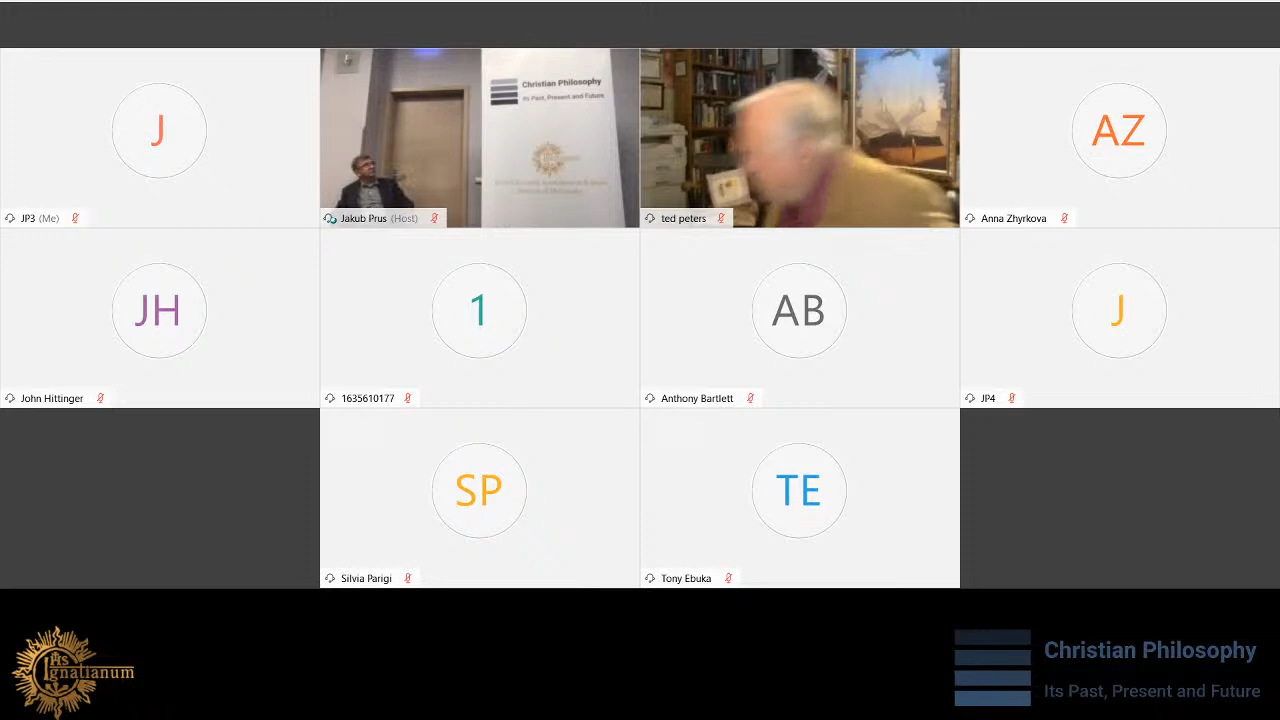 J
Christian Philosophy
Its Past, Present and Future
AZ
JP3 (Me)
Jakub Prus (Host)
ted peters
Anna Zhyrkova
JH
1
AB
J
John Hittinger
1635610177
Anthony Bartlett
JP4
SP
TE
Silvia Parigi
Tony Ebuka
IHS
Ignatianum
Christian Philosophy
Its Past, Present and Future